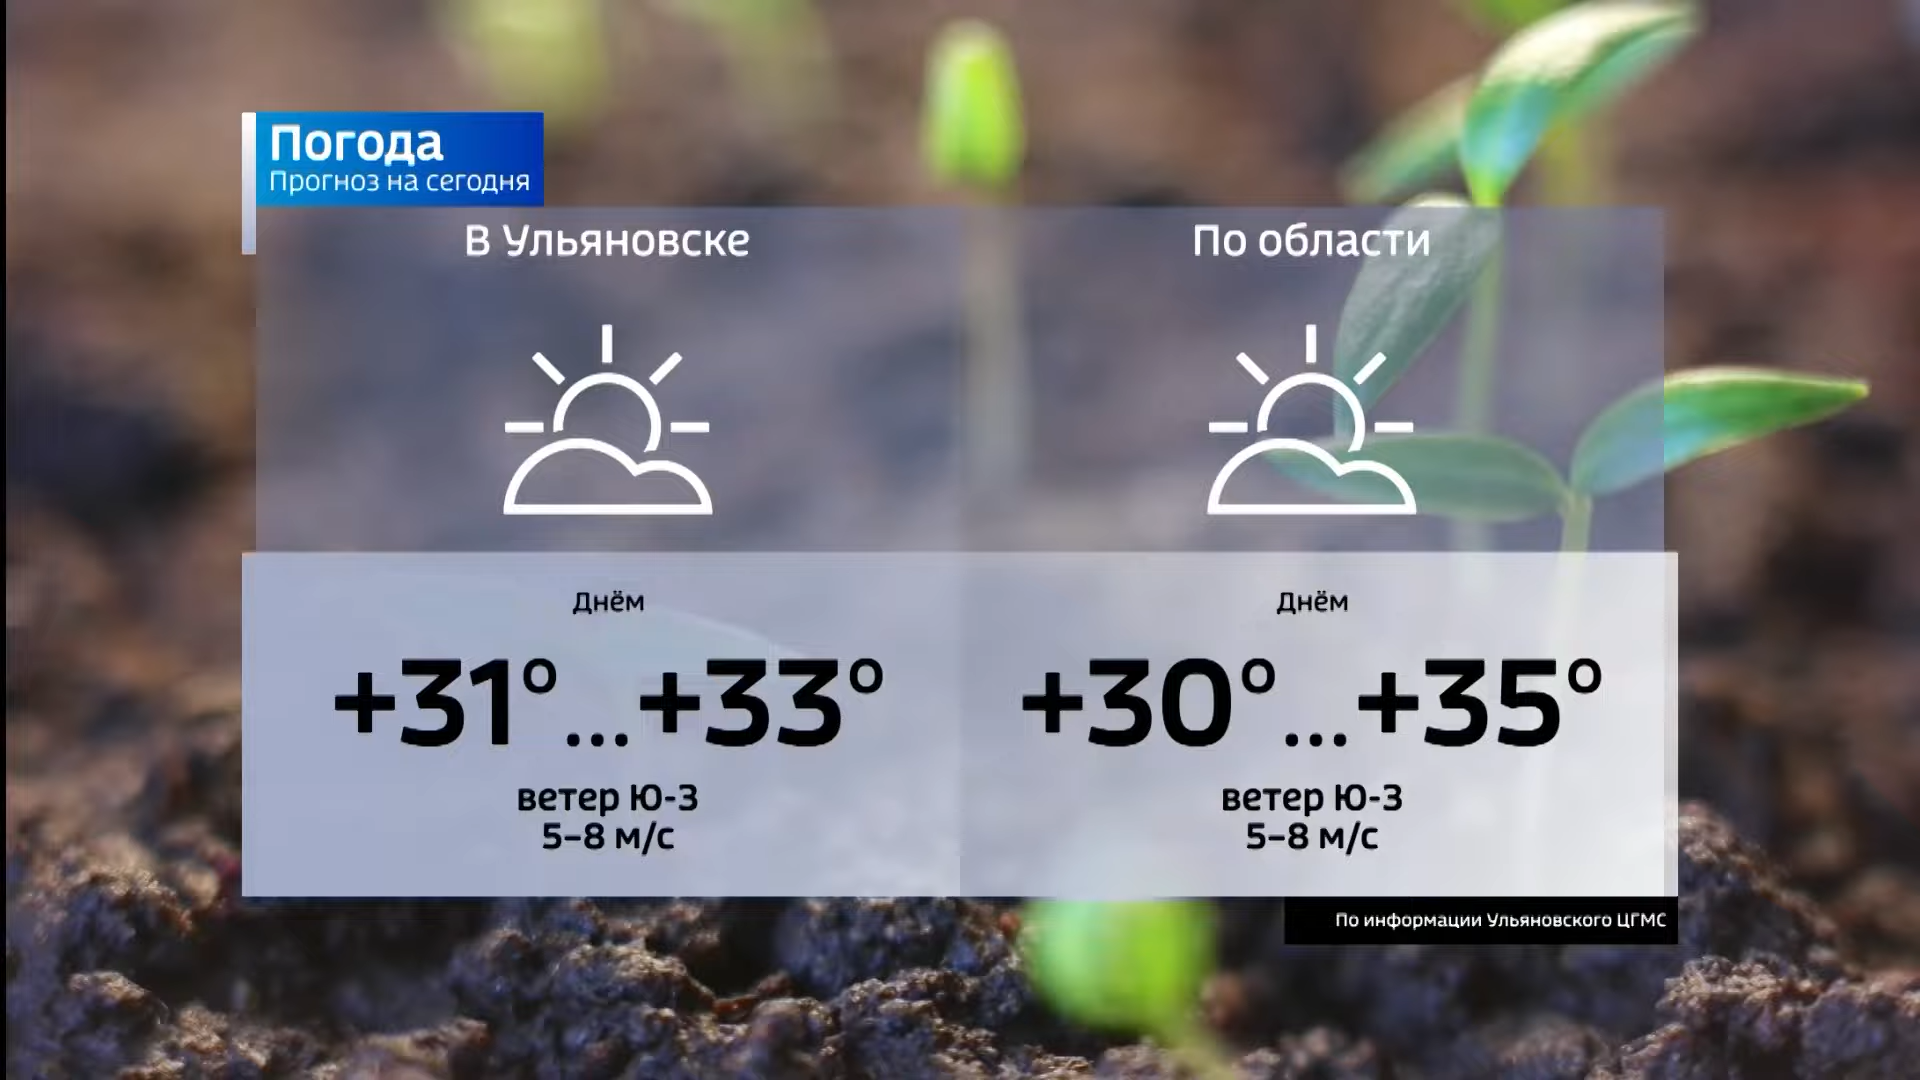 Погода
Прогноз на сегодня
В Ульяновске
По области
Днём
+31°...+33°
ветер Ю-З
5–8 м/с
Днём
+30°...+35°
ветер Ю-З
5–8 м/с
По информации Ульяновского ЦГМС